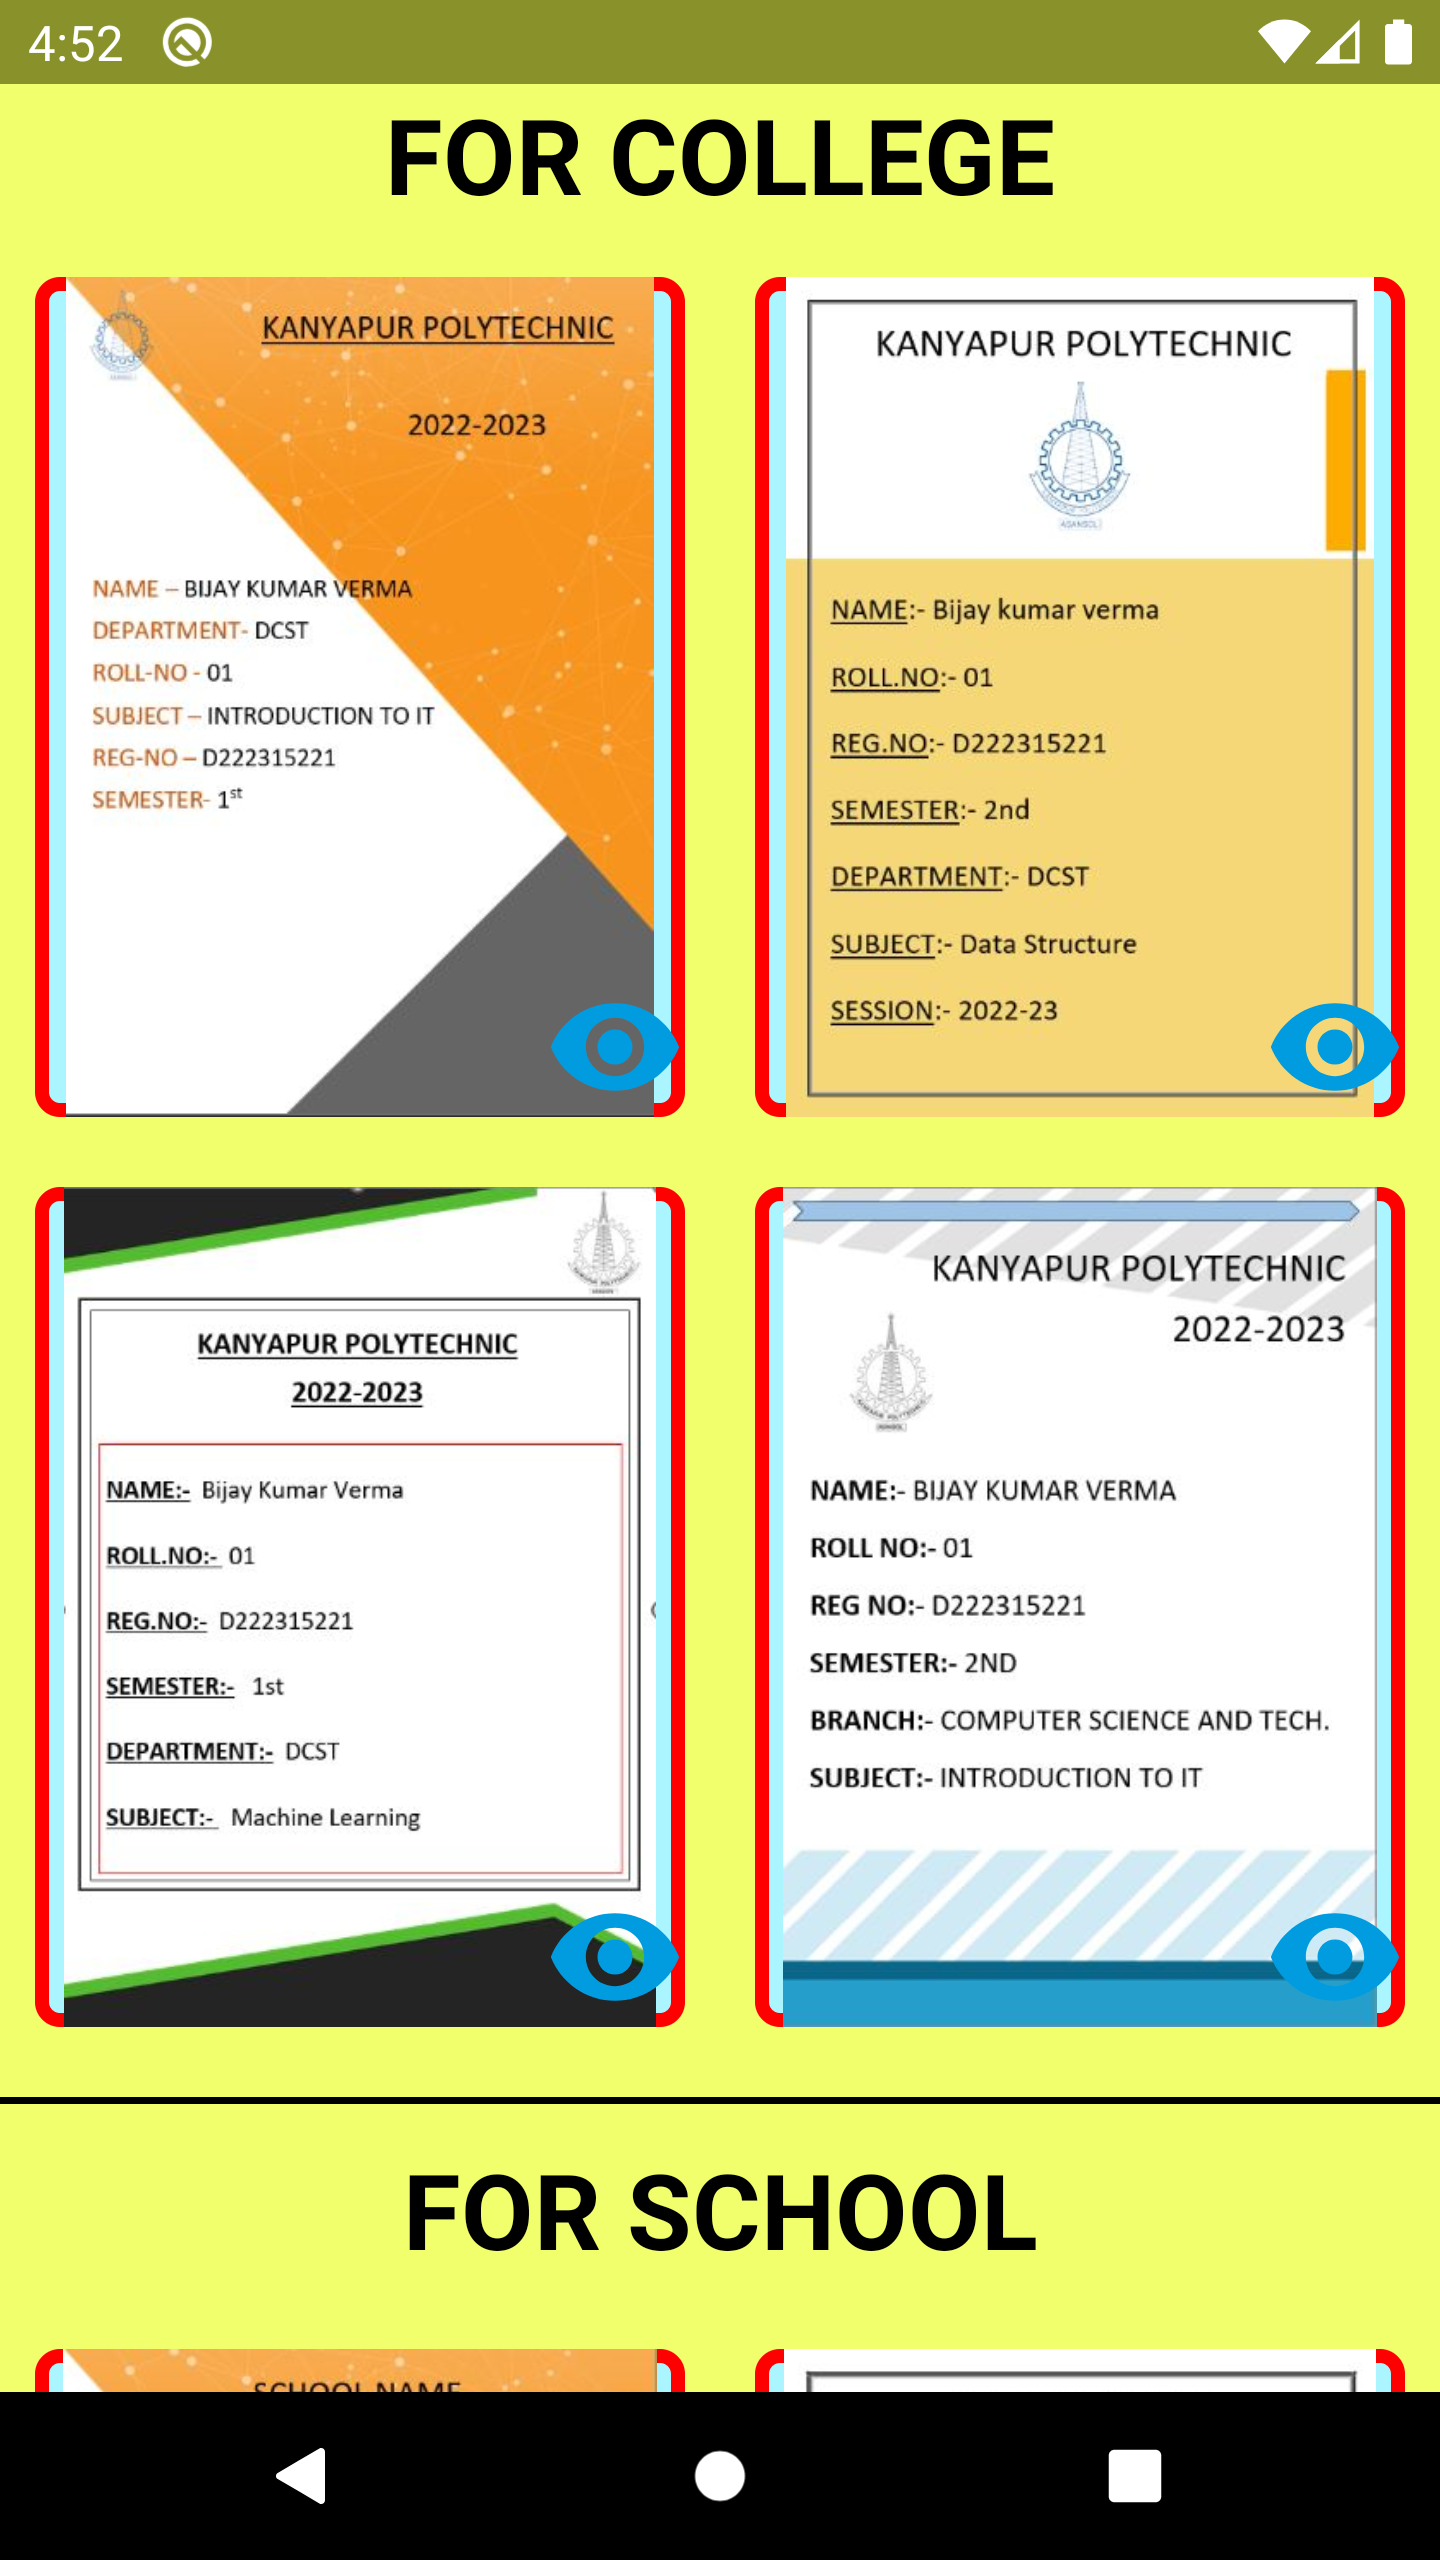 4:52
FOR COLLEGE
KANYAPUR POLYTECHNIC
2022-2023
NAME – BIJAY KUMAR VERMA
DEPARTMENT- DCST
ROLL-NO - 01
SUBJECT – INTRODUCTION TO IT
REG-NO – D222315221
SEMESTER- 1st
KANYAPUR POLYTECHNIC
ASANSOL
NAME:- Bijay kumar verma
ROLL.NO:- 01
REG.NO:- D222315221
SEMESTER:- 2nd
DEPARTMENT:- DCST
SUBJECT:- Data Structure
SESSION:- 2022-23
KANYAPUR POLYTECHNIC
2022-2023
NAME:- Bijay Kumar Verma
ROLL.NO:- 01
REG.NO:- D222315221
SEMESTER:- 1st
DEPARTMENT:- DCST
SUBJECT:- Machine Learning
KANYAPUR POLYTECHNIC
2022-2023
ASANSOL
NAME:- BIJAY KUMAR VERMA
ROLL NO:- 01
REG NO:- D222315221
SEMESTER:- 2ND
BRANCH:- COMPUTER SCIENCE AND TECH.
SUBJECT:- INTRODUCTION TO IT
FOR SCHOOL
SCHOOL NAME